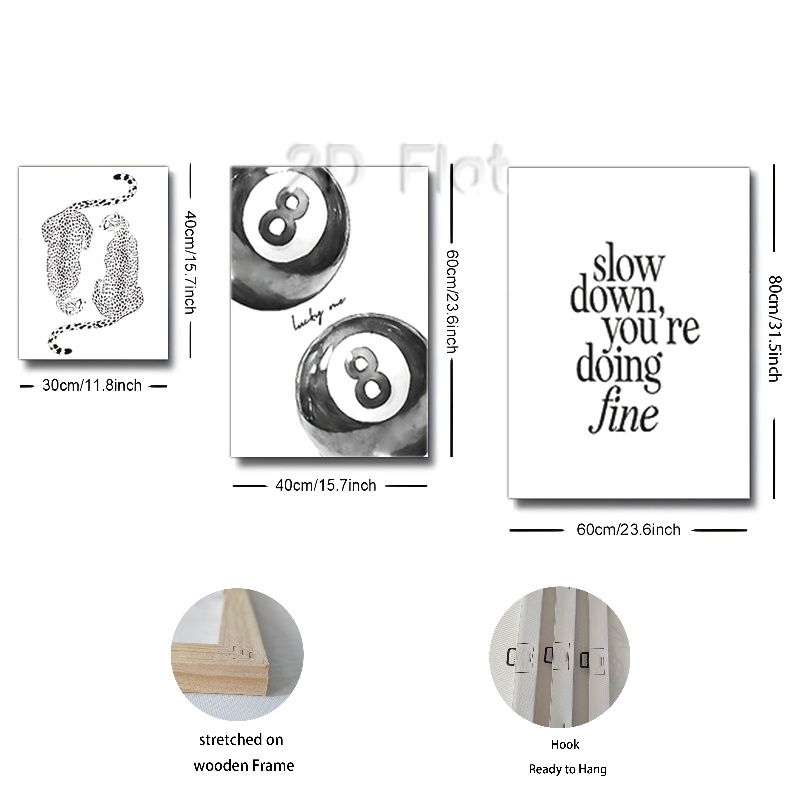 2D Flat
8
lucky me
8
slow
down,
you're
doing
fine
40cm/15.7inch
30cm/11.8inch
60cm/23.6inch
40cm/15.7inch
80cm/31.5inch
60cm/23.6inch
stretched on
wooden Frame
Hook
Ready to Hang